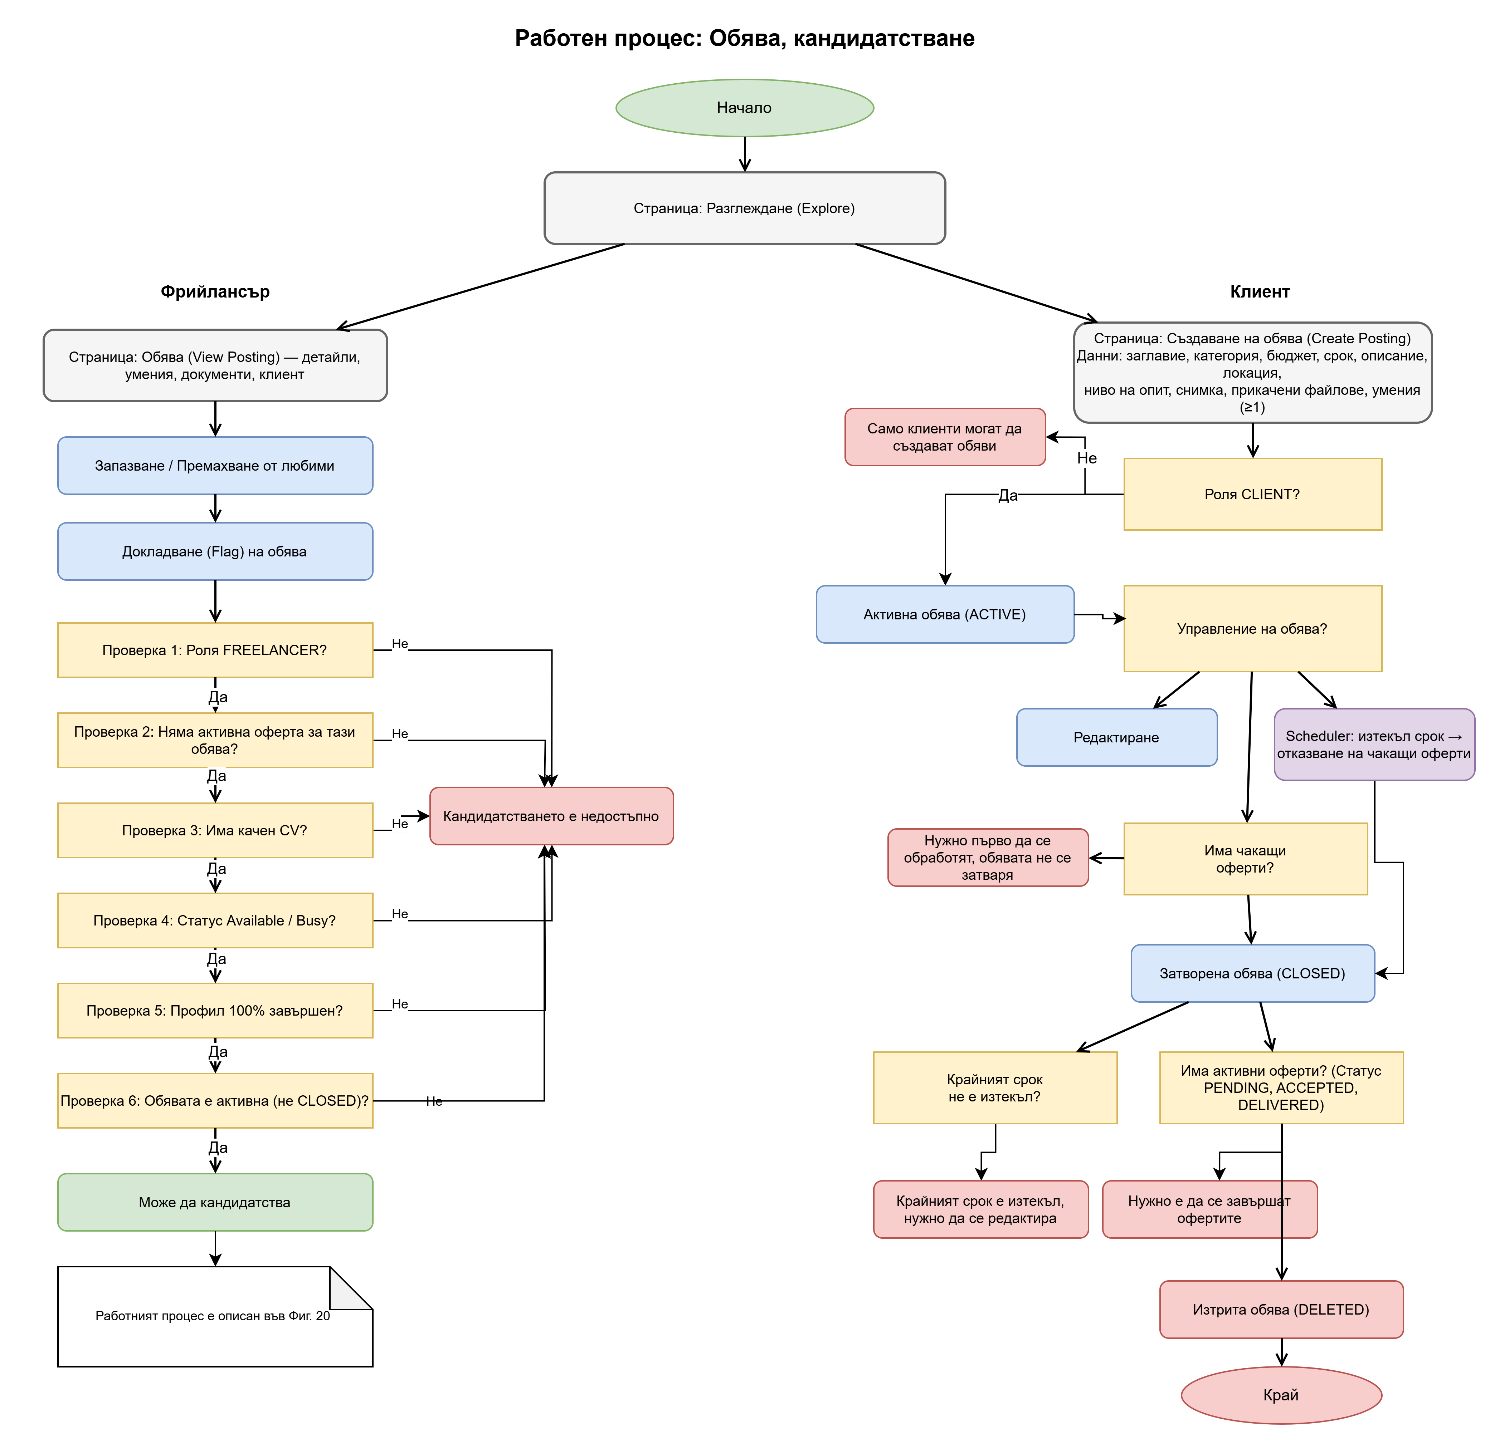 Работен процес: Обява, кандидатстване
Начало
Страница: Разглеждане (Explore)
Фрийлансър
Страница: Обява (View Posting) — детайли,
умения, документи, клиент
Запазване / Премахване от любими
Докладване (Flag) на обява
Проверка 1: Роля FREELANCER?
Не
Да
Проверка 2: Няма активна оферта за тази
обява?
Не
Да
Проверка 3: Има качен CV?
Не
Кандидатстването е недостъпно
Да
Проверка 4: Статус Available / Busy?
Не
Да
Проверка 5: Профил 100% завършен?
Не
Да
Проверка 6: Обявата е активна (не CLOSED)?
Не
Да
Може да кандидатства
Работният процес е описан във Фиг. 20
Клиент
Страница: Създаване на обява (Create Posting)
Данни: заглавие, категория, бюджет, срок, описание,
локация,
ниво на опит, снимка, прикачени файлове, умения
(≥1)
Само клиенти могат да
създават обяви
Не
Роля CLIENT?
Да
Активна обява (ACTIVE)
Управление на обява?
Редактиране
Scheduler: изтекъл срок →
отказване на чакащи оферти
Нужно първо да се
обработят, обявата не се
затваря
Има чакащи
оферти?
Затворена обява (CLOSED)
Крайният срок
не е изтекъл?
Има активни оферти? (Статус
PENDING, ACCEPTED,
DELIVERED)
Крайният срок е изтекъл,
нужно да се редактира
Нужно е да се завършат
офертите
Изтрита обява (DELETED)
Край